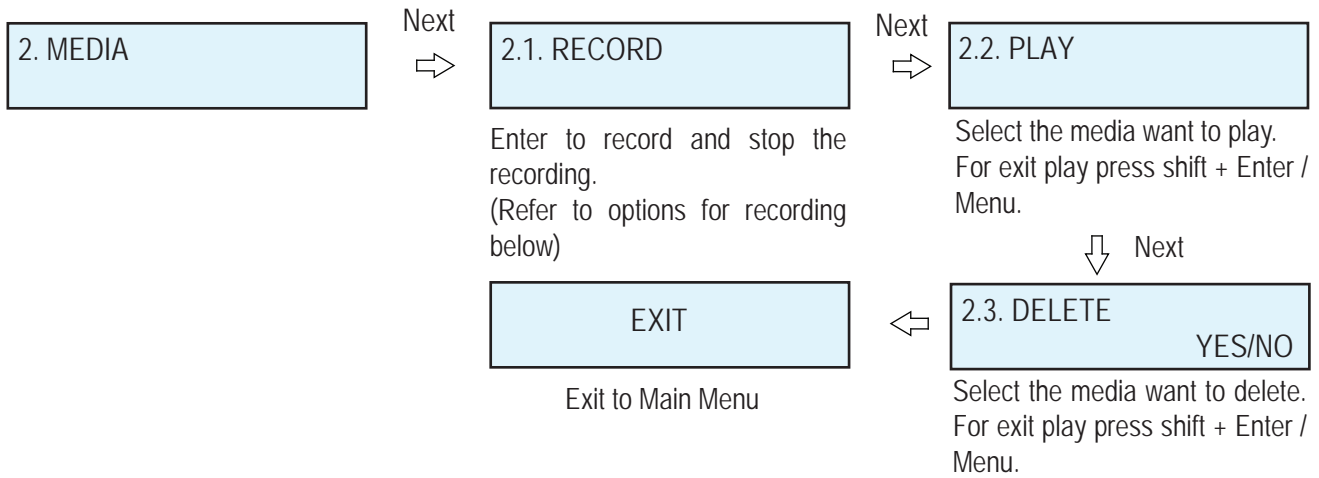 2. MEDIA
Next
2.1. RECORD
Next
2.2. PLAY
Enter to record and stop the
recording.
(Refer to options for recording
below)
Select the media want to play.
For exit play press shift + Enter /
Menu.
Next
2.3. DELETE
YES/NO
Select the media want to delete.
For exit play press shift + Enter /
Menu.
EXIT
Exit to Main Menu